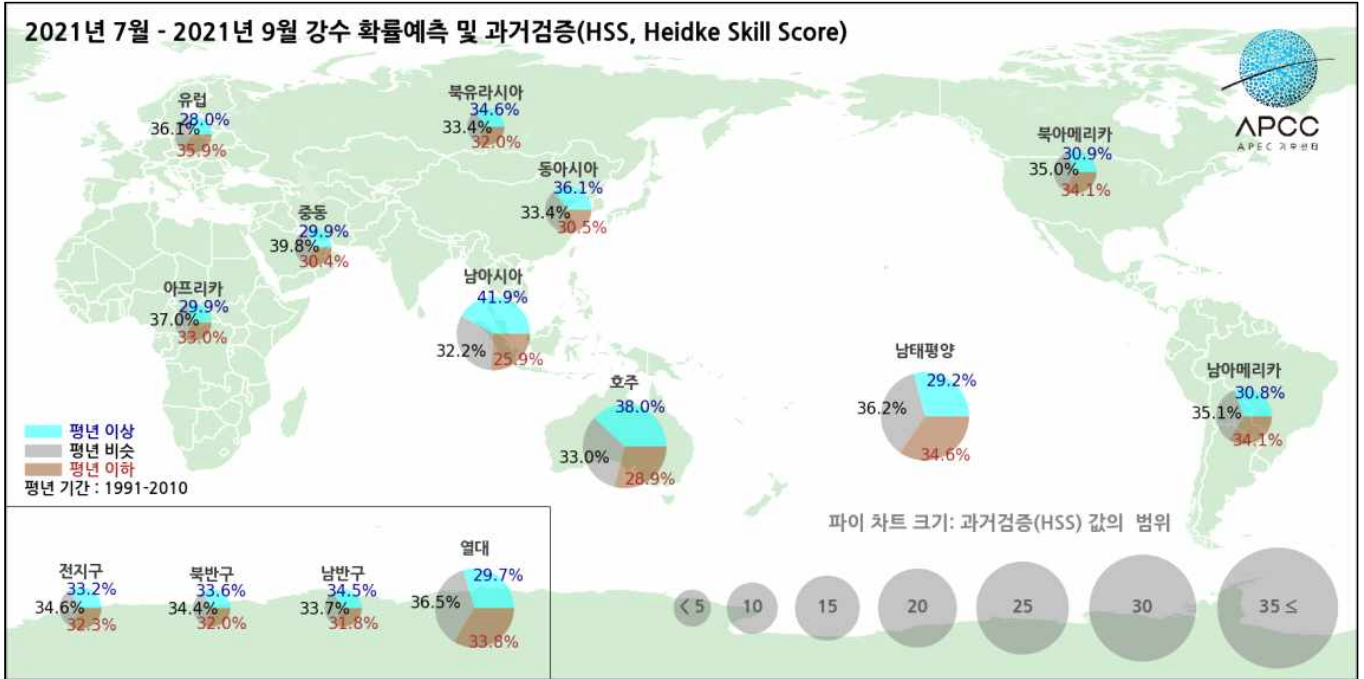 2021년 7월 - 2021년 9월 강수 확률예측 및 과거검증(HSS, Heidke Skill Score)
APCC
APEC 기후센터
유럽
28.0%
36.1%
35.9%
북유라시아
34.6%
33.4%
32.0%
북아메리카
30.9%
35.0%
34.1%
동아시아
36.1%
33.4%
30.5%
중동
29.9%
39.8%
30.4%
아프리카
29.9%
37.0%
33.0%
남아시아
41.9%
32.2%
25.9%
호주
38.0%
33.0%
28.9%
남태평양
29.2%
36.2%
34.6%
남아메리카
30.8%
35.1%
34.1%
평년 이상
평년 비슷
평년 이하
평년 기간 : 1991-2010
전지구
33.2%
34.6%
32.3%
북반구
33.6%
34.4%
32.0%
남반구
34.5%
33.7%
31.8%
열대
29.7%
36.5%
33.8%
파이 차트 크기: 과거검증(HSS) 값의 범위
< 5
10
15
20
25
30
35 ≤